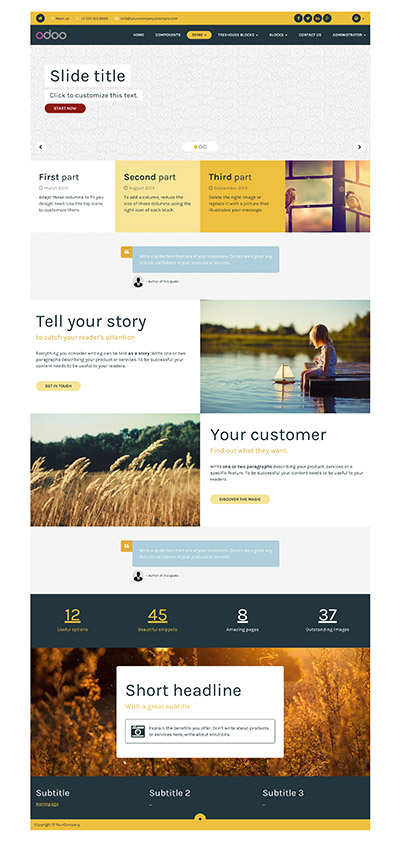 Meet us +1 555 555 5556 info@yourcompany.example.com
odoo HOME COMPONENTS DEMO TREEHOUSE BLOCKS BLOCKS CONTACT US ADMINISTRATOR
Slide title
Click to customize this text.
START NOW
First part
March 2015
Adapt these columns to fit you
design need. Use the top icons
to customize them.
Second part
August 2015
To add a column, reduce the
size of these columns using the
right icon of each block.
Third part
September 2015
Delete the right image or
replace it with a picture that
illustrates your message.
Write a quote here from one of your customers. Quotes are a great way
to build confidence in your products or services.
- Author of this quote
Tell your story
to catch your reader's attention
Everything you consider writing can be told as a story. Write one or two
paragraphs describing your product or services. To be successful your
content needs to be useful to your readers.
GET IN TOUCH
Your customer
Find out what they want.
Write one or two paragraphs describing your product, services or a
specific feature. To be successful your content needs to be useful to your
readers.
DISCOVER THE MAGIC
Write a quote here from one of your customers. Quotes are a great way
to build confidence in your products or services.
- Author of this quote
12 45 8 37
Useful options Beautiful snippets Amazing pages Outstanding images
Short headline
With a great subtitle
Explain the benefits you offer. Don't write about products
or services here, write about solutions.
Subtitle Subtitle 2 Subtitle 3
Homepage
Copyright © YourCompany